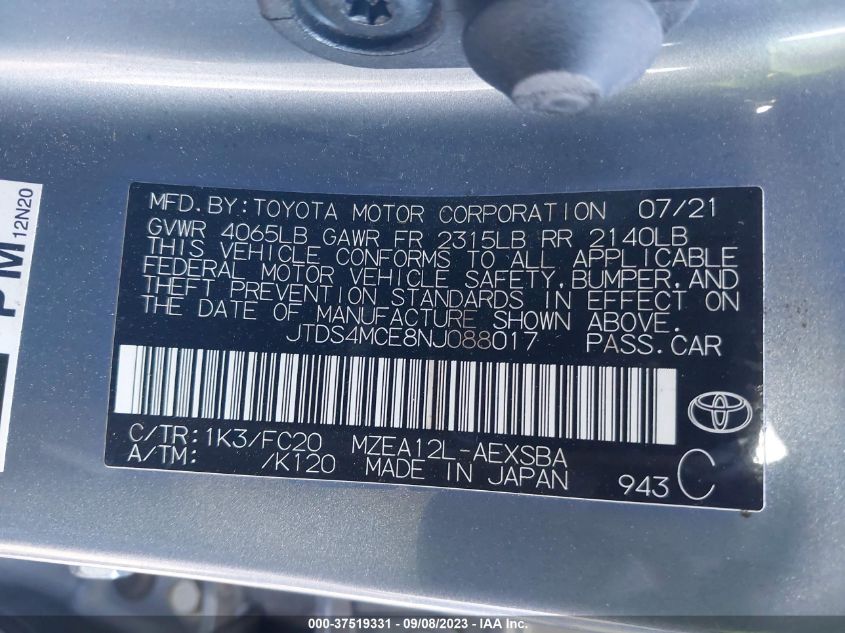 MFD.BY:TOYOTA MOTOR CORPORATION 07/21
GVWR 4065LB GAWR FR 2315LB RR 2140LB
THIS VEHICLE CONFORMS TO ALL APPLICABLE
FEDERAL MOTOR VEHICLE SAFETY,BUMPER,AND
THEFT PREVENTION STANDARDS IN EFFECT ON
THE DATE OF MANUFACTURE SHOWN ABOVE.
JTDS4MCE8NJ088017 PASS.CAR
C/TR:1K3/FC20 MZEA12L-AEXSBA
A/TM: /K120 MADE IN JAPAN
943 C
PM
12N20
000-37519331 - 09/08/2023 - IAA Inc.